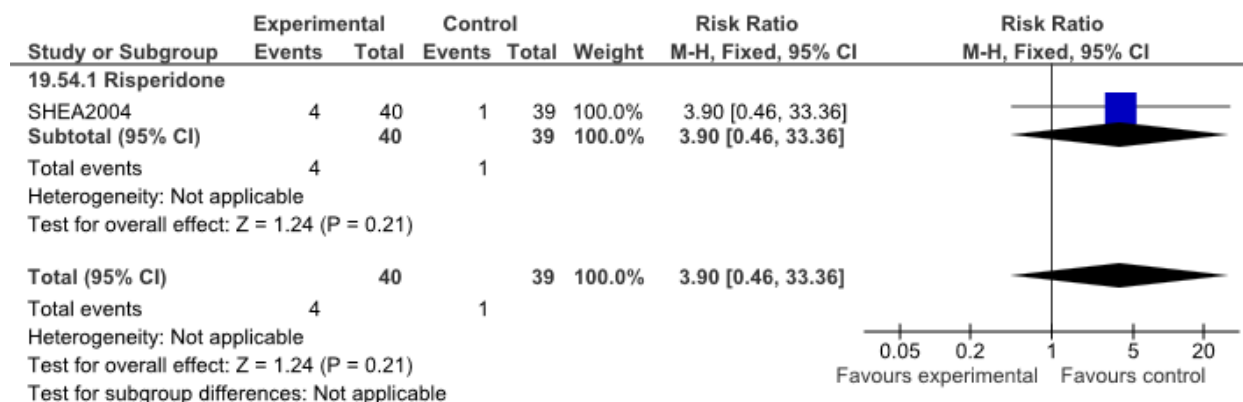 Experimental Control Risk Ratio Risk Ratio
Study or Subgroup Events Total Events Total Weight M-H, Fixed, 95% CI M-H, Fixed, 95% CI
19.54.1 Risperidone
SHEA2004 4 40 1 39 100.0% 3.90 [0.46, 33.36]
Subtotal (95% CI) 40 39 100.0% 3.90 [0.46, 33.36]
Total events 4 1
Heterogeneity: Not applicable
Test for overall effect: Z = 1.24 (P = 0.21)
Total (95% CI) 40 39 100.0% 3.90 [0.46, 33.36]
Total events 4 1
Heterogeneity: Not applicable
Test for overall effect: Z = 1.24 (P = 0.21)
Test for subgroup differences: Not applicable
0.05 0.2 1 5 20
Favours experimental Favours control